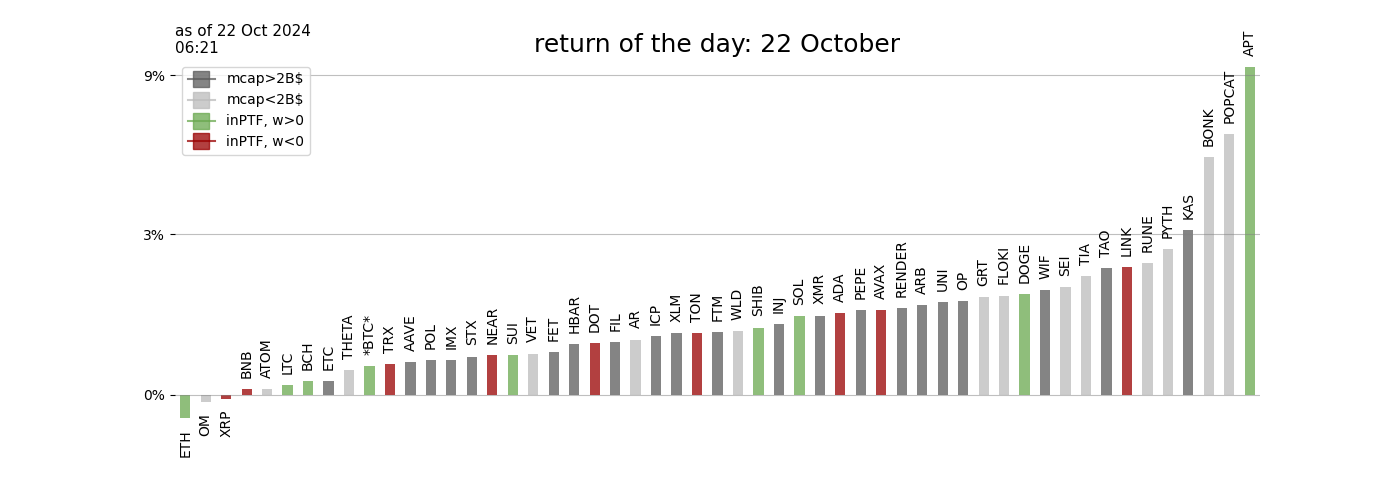 as of 22 Oct 2024
06:21
return of the day: 22 October
mcap>2B$
mcap<2B$
inPTF, w>0
inPTF, w<0
9%
3%
0%
ETH
OM
XRP
BNB
ATOM
LTC
BCH
ETC
THETA
*BTC*
TRX
AAVE
POL
IMX
STX
NEAR
SUI
VET
FET
HBAR
DOT
FIL
AR
ICP
XLM
TON
FTM
WLD
SHIB
INJ
SOL
XMR
ADA
PEPE
AVAX
RENDER
ARB
UNI
OP
GRT
FLOKI
DOGE
WIF
SEI
TIA
TAO
LINK
RUNE
PYTH
KAS
BONK
POPCAT
APT